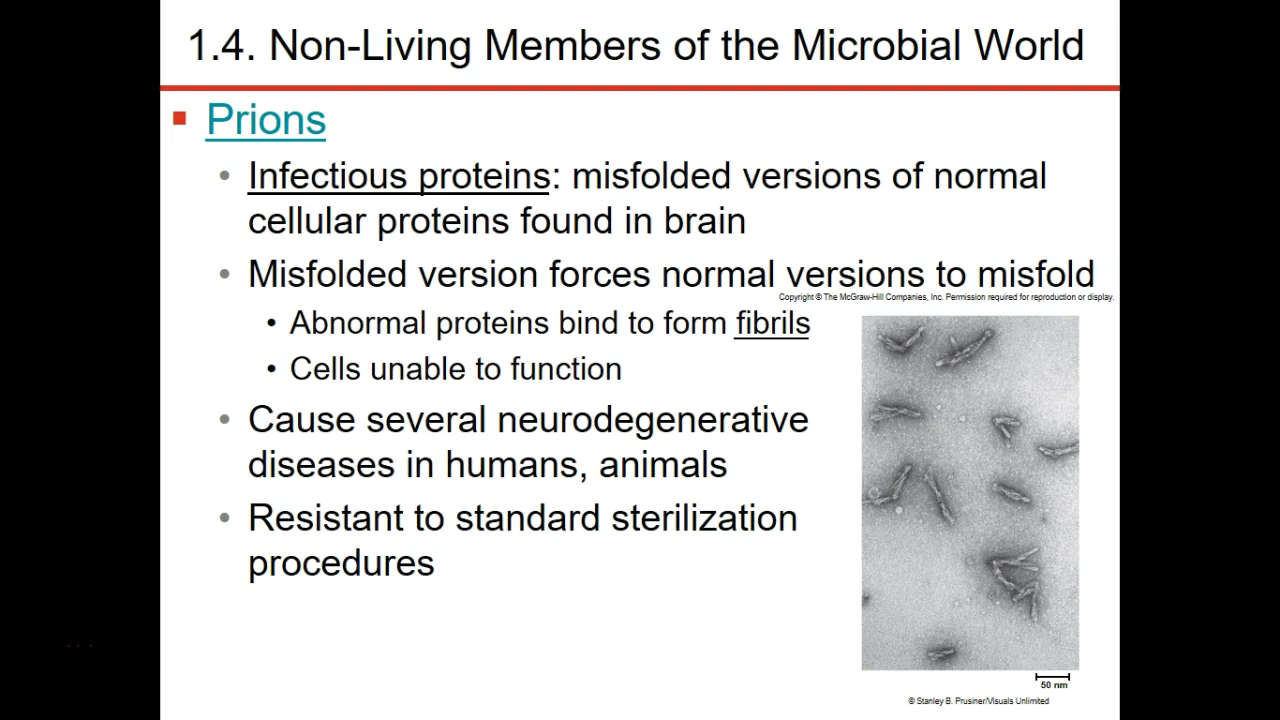 1.4. Non-Living Members of the Microbial World
Prions
Infectious proteins: misfolded versions of normal
cellular proteins found in brain
Misfolded version forces normal versions to misfold
Copyright © The McGraw-Hill Companies, Inc. Permission required for reproduction or display.
Abnormal proteins bind to form fibrils
Cells unable to function
Cause several neurodegenerative
diseases in humans, animals
Resistant to standard sterilization
procedures
50 nm
© Stanley B. Prusiner/Visuals Unlimited